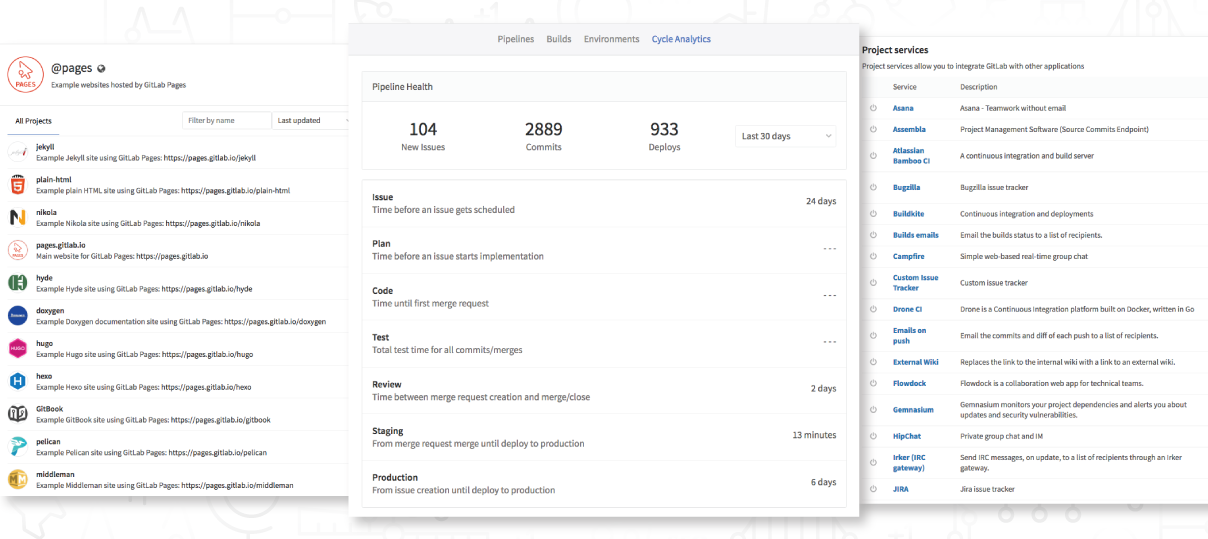 @pages
Example websites hosted by GitLab Pages
PAGES
All Projects
Filter by name
Last updated
jekyll
Example Jekyll site using GitLab Pages: https://pages.gitlab.io/jekyll
plain-html
Example plain HTML site using GitLab Pages: https://pages.gitlab.io/plain-html
nikola
Example Nikola site using GitLab Pages: https://pages.gitlab.io/nikola
pages.gitlab.io
Main website for GitLab Pages: https://pages.gitlab.io
hyde
Example Hyde site using GitLab Pages: https://pages.gitlab.io/hyde
doxygen
Example Doxygen documentation site using GitLab Pages: https://pages.gitlab.io/doxygen
HUGO
hugo
Example Hugo site using GitLab Pages: https://pages.gitlab.io/hugo
hexo
Example Hexo site using GitLab Pages: https://pages.gitlab.io/hexo
GitBook
Example GitBook site using GitLab Pages: https://pages.gitlab.io/gitbook
pelican
Example Pelican site using GitLab Pages: https://pages.gitlab.io/pelican
middleman
Example Middleman site using GitLab Pages: https://pages.gitlab.io/middleman
Pipelines Builds Environments Cycle Analytics
Pipeline Health
104 2889 933
New Issues Commits Deploys
Last 30 days
Issue
Time before an issue gets scheduled
24 days
Plan
Time before an issue starts implementation
- - -
Code
Time until first merge request
- - -
Test
Total test time for all commits/merges
- - -
Review
Time between merge request creation and merge/close
2 days
Staging
From merge request merge until deploy to production
13 minutes
Production
From issue creation until deploy to production
6 days
Project services
Project services allow you to integrate GitLab with other applications
Service Description
Asana Asana - Teamwork without email
Assembla Project Management Software (Source Commits Endpoint)
Atlassian
Bamboo CI
A continuous integration and build server
Bugzilla Bugzilla issue tracker
Buildkite Continuous integration and deployments
Builds emails Email the builds status to a list of recipients.
Campfire Simple web-based real-time group chat
Custom Issue
Tracker
Custom issue tracker
Drone CI Drone is a Continuous Integration platform built on Docker, written in Go
Emails on
push
Email the commits and diff of each push to a list of recipients.
External Wiki Replaces the link to the internal wiki with a link to an external wiki.
Flowdock Flowdock is a collaboration web app for technical teams.
Gemnasium
Gemnasium monitors your project dependencies and alerts you about
updates and security vulnerabilities.
HipChat Private group chat and IM
Irker (IRC
gateway)
Send IRC messages, on update, to a list of recipients through an Irker
gateway.
JIRA Jira issue tracker